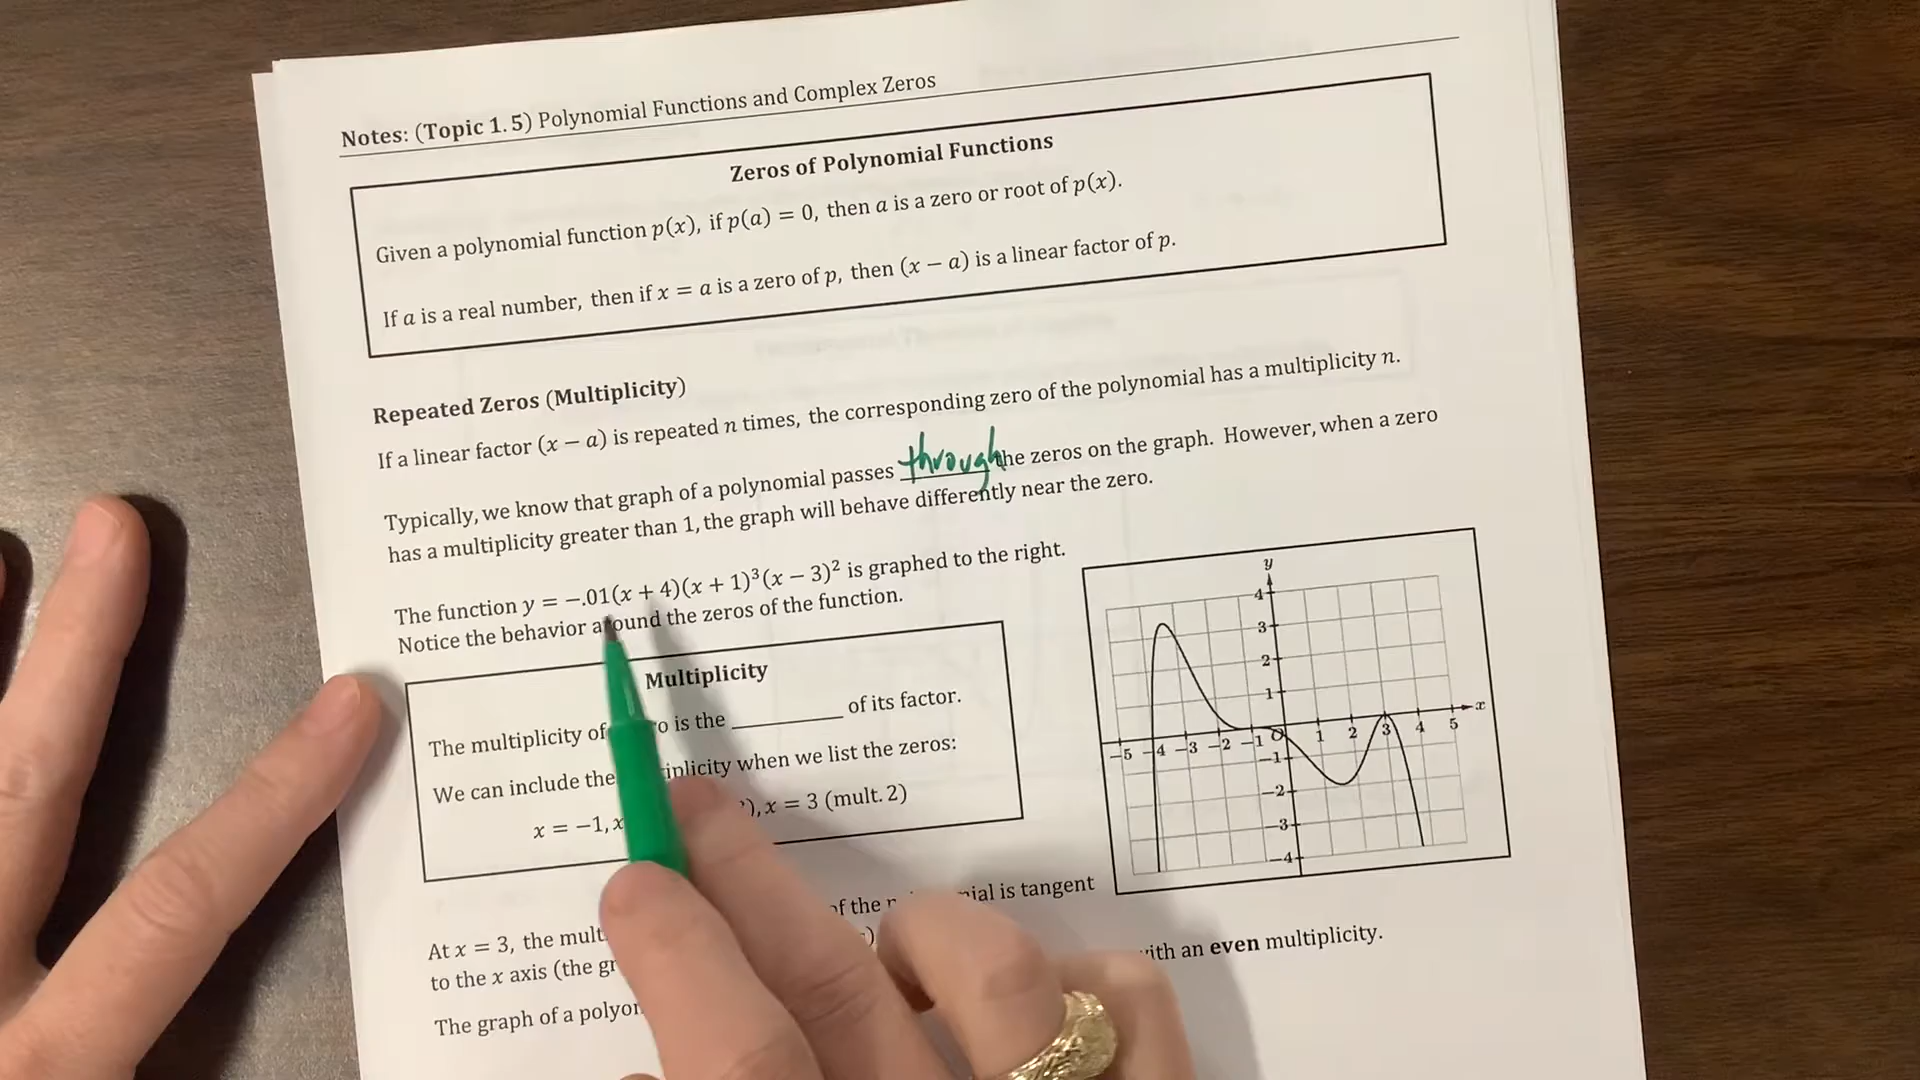 Notes: (Topic 1.5) Polynomial Functions and Complex Zeros
Zeros of Polynomial Functions
Given a polynomial function p(x), if p(a) = 0, then a is a zero or root of p(x).
If a is a real number, then if x = a is a zero of p, then (x − a) is a linear factor of p.
Repeated Zeros (Multiplicity)
If a linear factor (x − a) is repeated n times, the corresponding zero of the polynomial has a multiplicity n.
Typically, we know that graph of a polynomial passes through the zeros on the graph. However, when a zero
has a multiplicity greater than 1, the graph will behave differently near the zero.
The function y = −.01(x + 4)(x + 1)³(x − 3)² is graphed to the right.
Notice the behavior around the zeros of the function.
Multiplicity
The multiplicity of is the __________ of its factor.
We can include the when we list the zeros:
x = −1, x ), x = 3 (mult. 2)
At x = 3, the of the is tangent
to the x axis (the with an even multiplicity.
The graph of a
y
4
3
2
1
−5 −4 −3 −2 −1 O 1 2 3 4 5 x
−1
−2
−3
−4